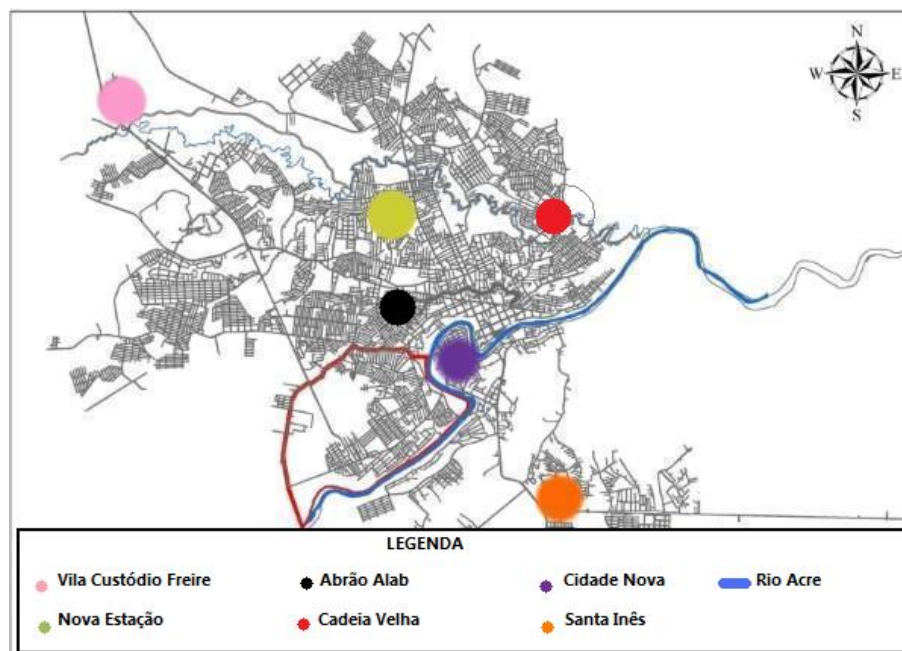 N
W E
S
LEGENDA
Vila Custódio Freire
Abrão Alab
Cidade Nova
Rio Acre
Nova Estação
Cadeia Velha
Santa Inês